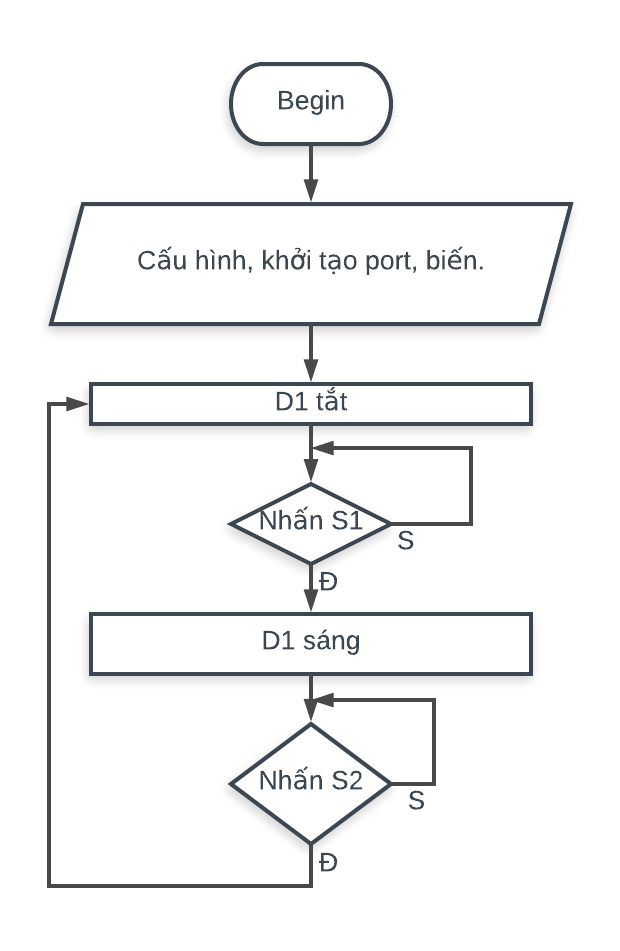 Begin
Cấu hình, khởi tạo port, biến.
D1 tắt
Nhấn S1
S
Đ
D1 sáng
Nhấn S2
S
Đ